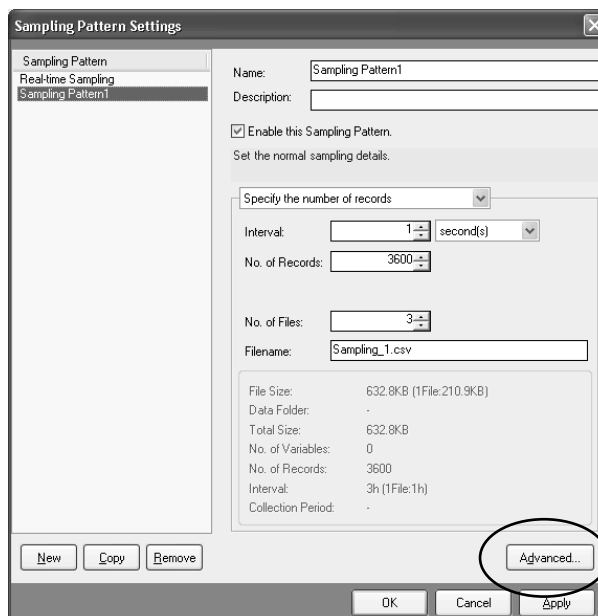 Sampling Pattern Settings
Sampling Pattern
Real-time Sampling
Sampling Pattern1
Name: Sampling Pattern1
Description:
Enable this Sampling Pattern.
Set the normal sampling details.
Specify the number of records
Interval: 1 second(s)
No. of Records: 3600
No. of Files: 3
Filename: Sampling_1.csv
File Size: 632.8KB (1File:210.9KB)
Data Folder: -
Total Size: 632.8KB
No. of Variables: 0
No. of Records: 3600
Interval: 3h (1File:1h)
Collection Period: -
New Copy Remove Advanced...
OK Cancel Apply